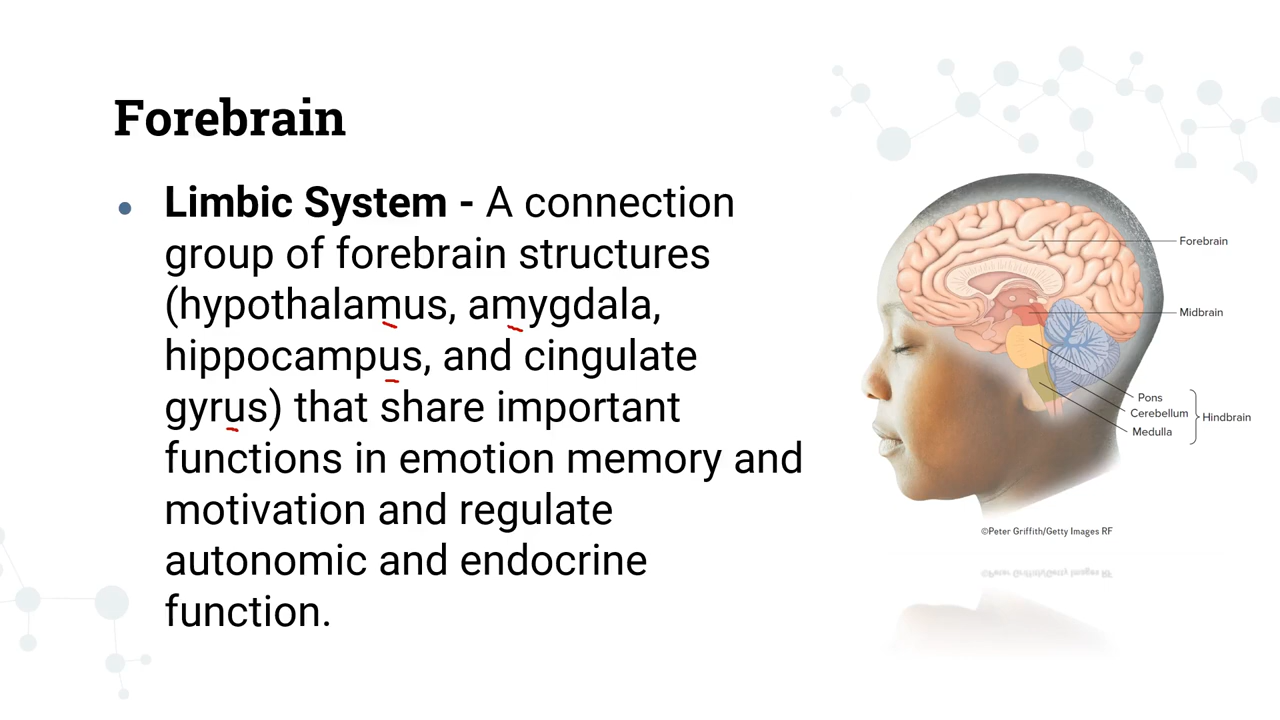 Forebrain
Limbic System - A connection
group of forebrain structures
(hypothalamus, amygdala,
hippocampus, and cingulate
gyrus) that share important
functions in emotion memory and
motivation and regulate
autonomic and endocrine
function.
Forebrain
Midbrain
Pons
Cerebellum
Hindbrain
Medulla
©Peter Griffith/Getty Images RF